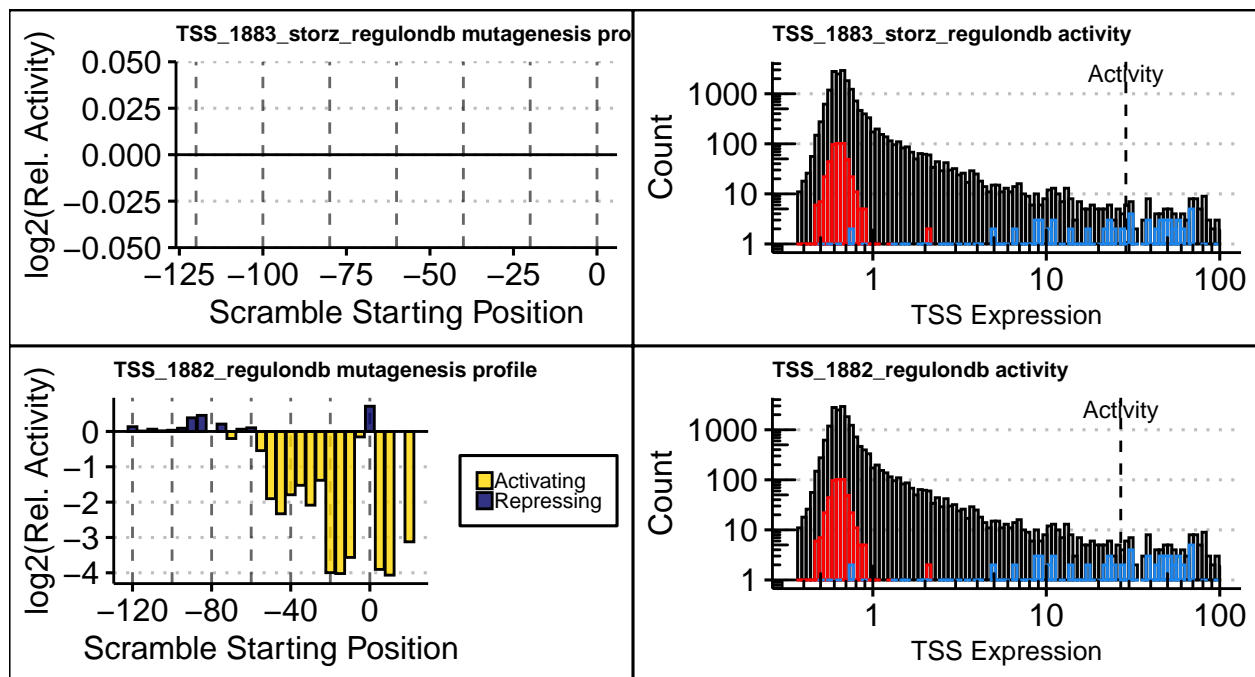 TSS_1883_storz_regulondb mutagenesis pro
log2(Rel. Activity)
0.050
0.025
0.000
−0.025
−0.050
−125 −100 −75 −50 −25 0
Scramble Starting Position
TSS_1883_storz_regulondb activity
Activity
Count
1000
100
10
1
1 10 100
TSS Expression
TSS_1882_regulondb mutagenesis profile
log2(Rel. Activity)
0
−1
−2
−3
−4
−120 −80 −40 0
Scramble Starting Position
Activating
Repressing
TSS_1882_regulondb activity
Activity
Count
1000
100
10
1
1 10 100
TSS Expression